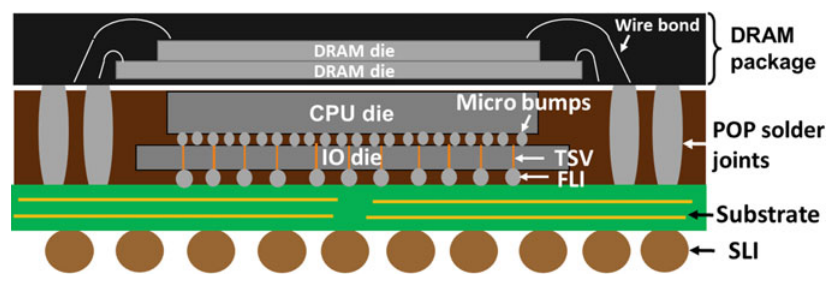 Wire bond
DRAM die
DRAM die
DRAM
package
CPU die
Micro bumps
IO die
TSV
FLI
POP solder
joints
Substrate
SLI